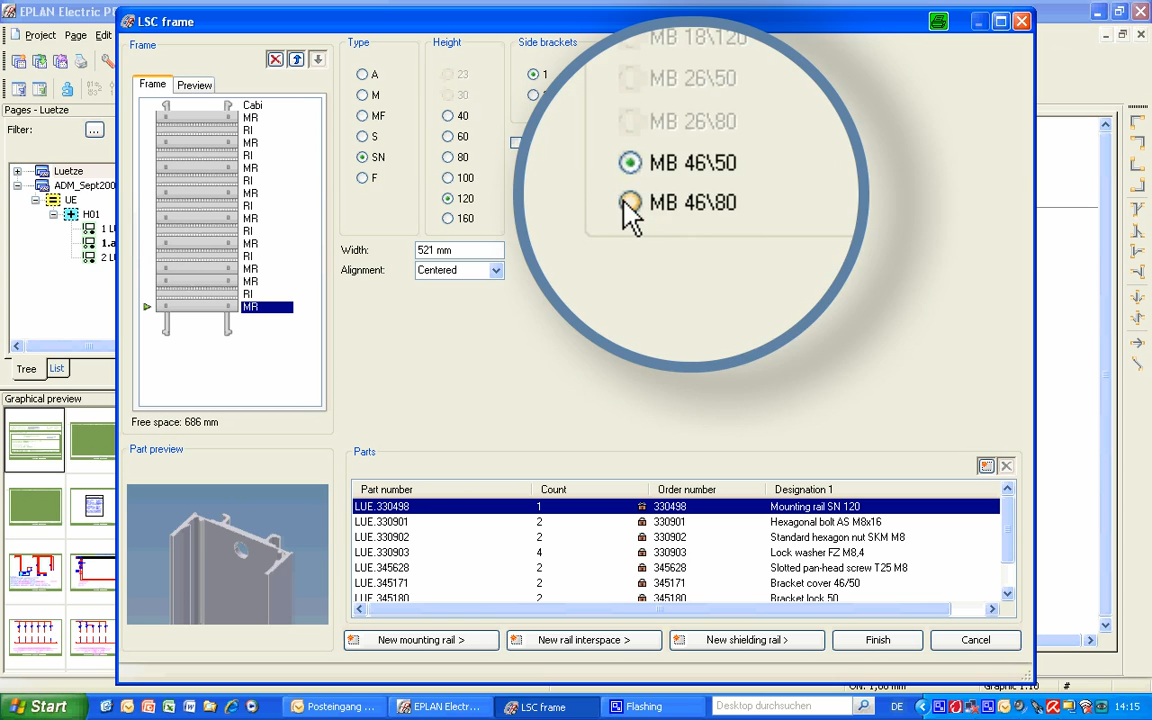 EPLAN Electric P
LSC frame
Project Page Edit
Pages - Luetze
Filter: ...
Luetze
ADM_Sept200
UE
H01
1 LU
1.a
2 LU
Tree List
Graphical preview
Frame
Frame Preview
Cabi
MR
RI
MR
RI
MR
RI
MR
RI
MR
RI
MR
RI
MR
MR
RI
MR
Free space: 686 mm
Type
A
M
MF
S
SN
F
Height
23
30
40
60
80
100
120
160
Side brackets
1
Width: 521 mm
Alignment: Centered
MB 18\120
MB 26\50
MB 26\80
MB 46\50
MB 46\80
Part preview
Parts
Part number Count Order number Designation 1
LUE.330498 1 330498 Mounting rail SN 120
LUE.330901 2 330901 Hexagonal bolt AS M8x16
LUE.330902 2 330902 Standard hexagon nut SKM M8
LUE.330903 4 330903 Lock washer FZ M8,4
LUE.345628 2 345628 Slotted pan-head screw T25 M8
LUE.345171 2 345171 Bracket cover 46/50
LUE.345180 2 345180 Bracket lock 50
New mounting rail > New rail interspace > New shielding rail > Finish Cancel
Start Posteingang ... EPLAN Electr... LSC frame Flashing Desktop durchsuchen DE 14:15